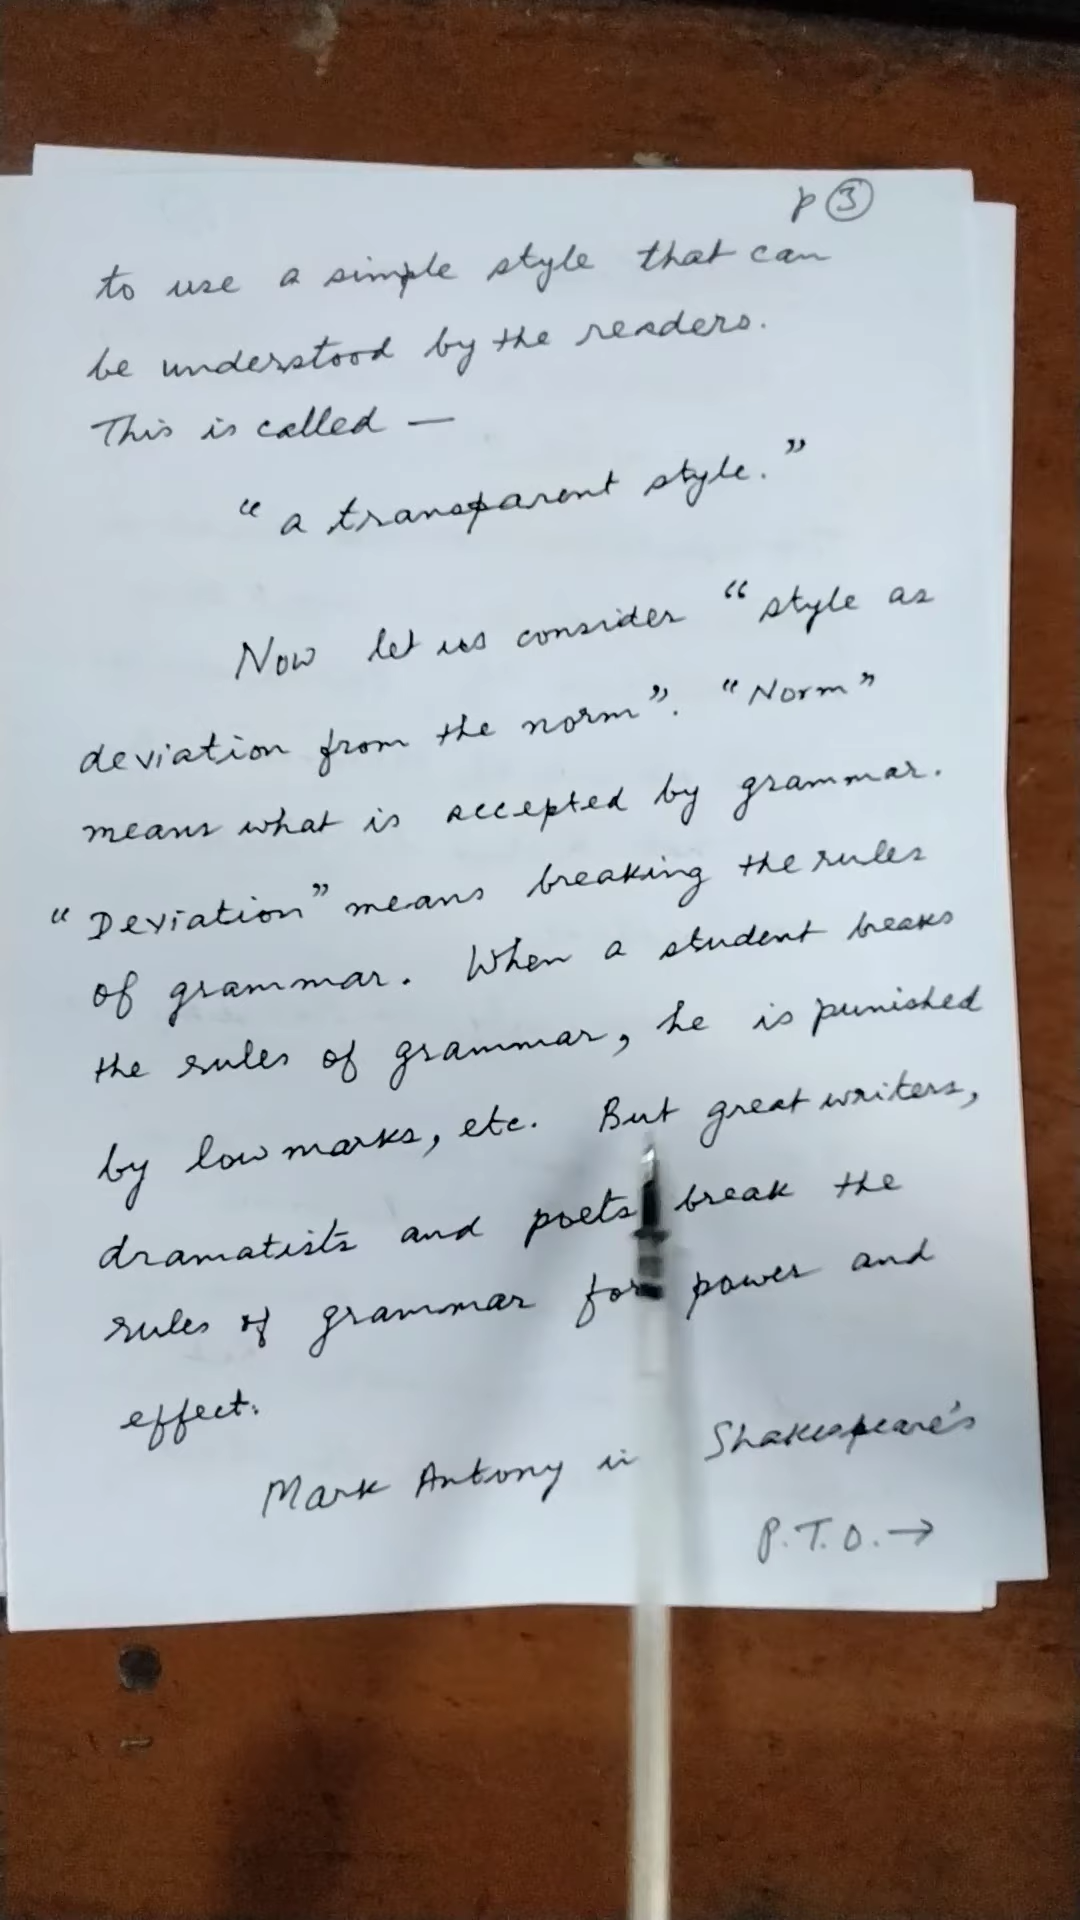 p 3
to use a simple style that can
be understood by the readers.
This is called —
"a transparent style."
Now let us consider "style as
deviation from the norm". "Norm"
means what is accepted by grammar.
"Deviation" means breaking the rules
of grammar. When a student breaks
the rules of grammar, he is punished
by low marks, etc. But great writers,
dramatists and poets break the
rules of grammar for power and
effect.
Mark Antony in Shakespeare's
P.T.O. →